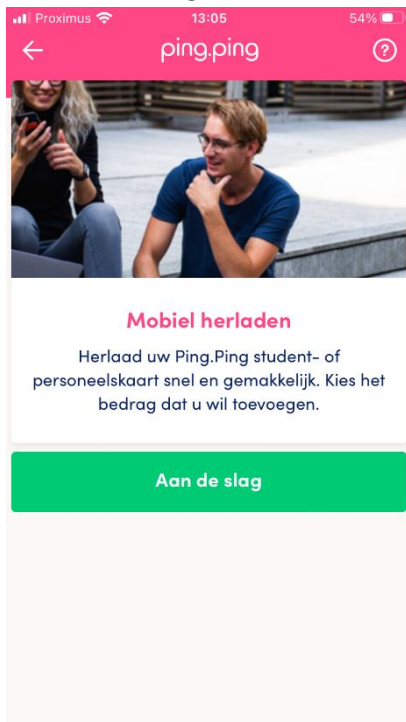 Proximus 13:05 54%
ping.ping ?
Mobiel herladen
Herlaad uw Ping.Ping student- of
personeelskaart snel en gemakkelijk. Kies het
bedrag dat u wil toevoegen.
Aan de slag